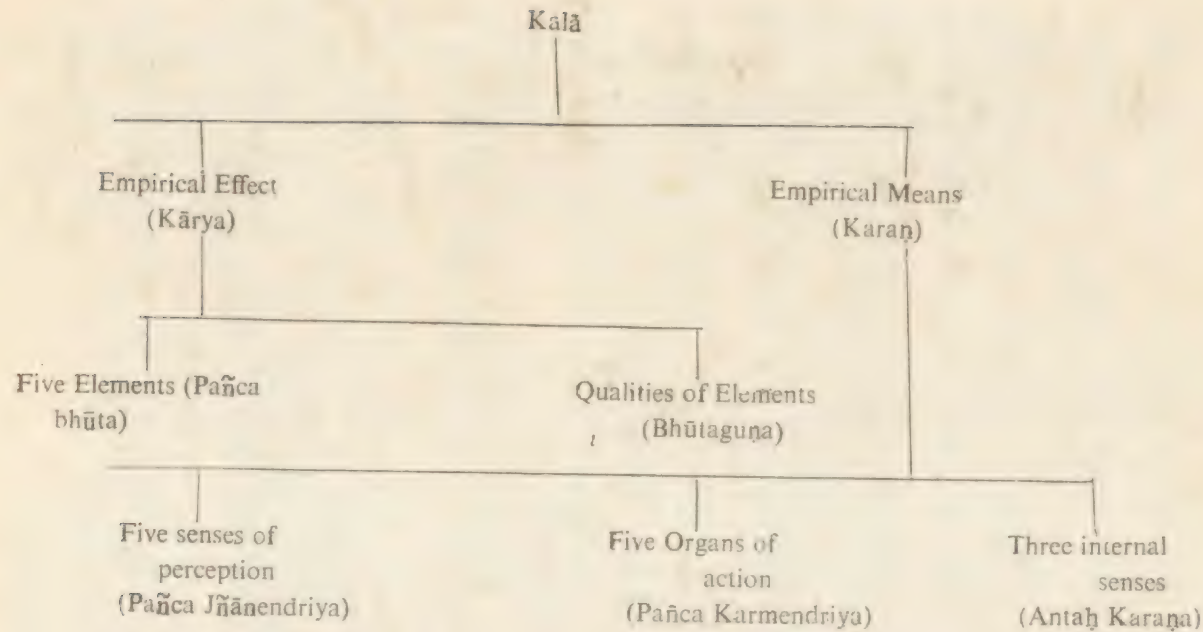 Kalā
Empirical Effect
(Kārya)
Empirical Means
(Karaṇ)
Five Elements (Pañca
bhūta)
Qualities of Elements
(Bhūtaguṇa)
Five senses of
perception
(Pañca Jñānendriya)
Five Organs of
action
(Pañca Karmendriya)
Three internal
senses
(Antaḥ Karaṇa)